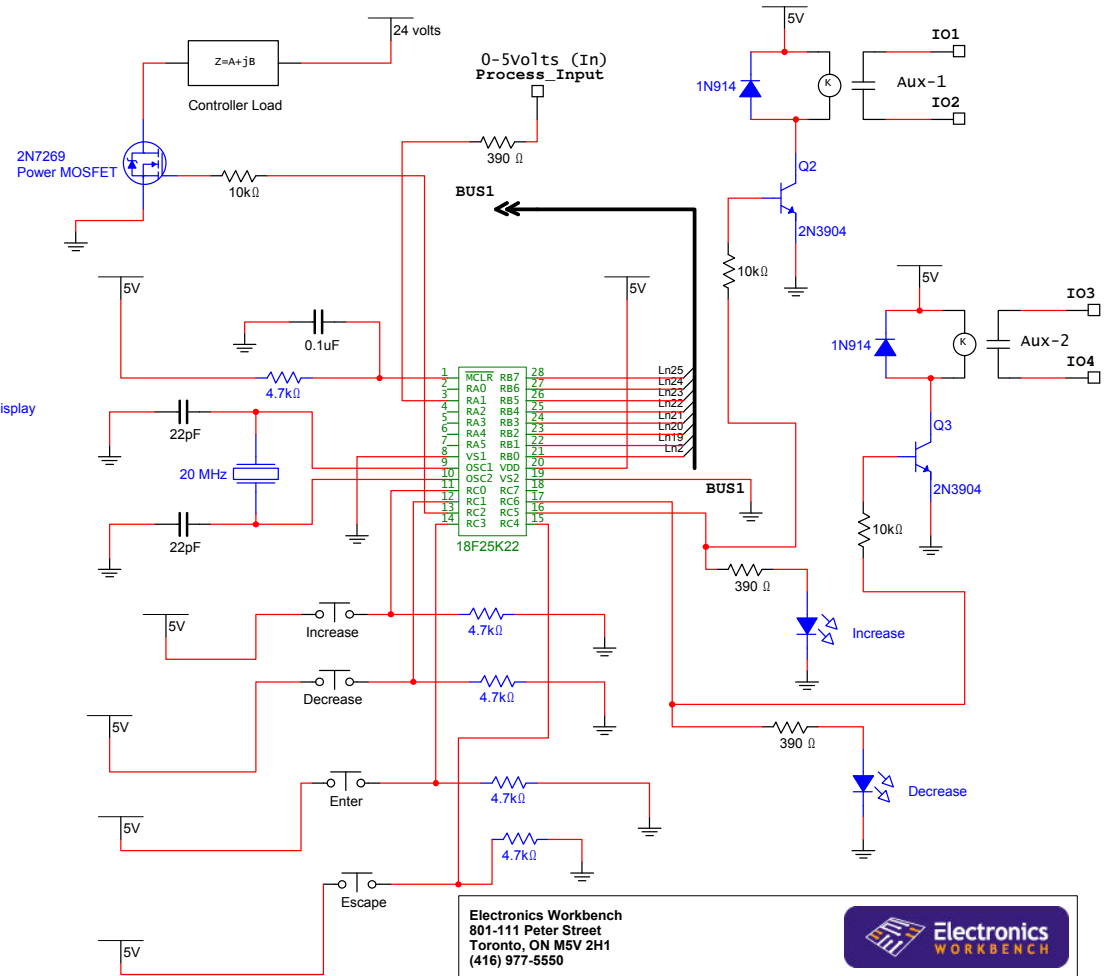 5V
24 volts
IO1
Z=A+jB
0-5Volts (In)
Process_Input
1N914
K
Aux-1
Controller Load
IO2
2N7269
Power MOSFET
390 Ω
Q2
10kΩ
BUS1
2N3904
10kΩ
5V
5V
5V
IO3
0.1uF
1N914
K
Aux-2
IO4
4.7kΩ
1 MCLR RB7 28 Ln25
2 RA0 RB6 27 Ln24
3 RA1 RB5 26 Ln23
4 RA2 RB4 25 Ln22
5 RA3 RB3 24 Ln21
6 RA4 RB2 23 Ln20
7 RA5 RB1 22 Ln19
8 VS1 RB0 21 Ln2
9 OSC1 VDD 20
10 OSC2 VS2 19
11 RC0 RC7 18
12 RC1 RC6 17
13 RC2 RC5 16
14 RC3 RC4 15
18F25K22
isplay
22pF
20 MHz
22pF
BUS1
Q3
2N3904
10kΩ
390 Ω
Increase
5V
Increase
4.7kΩ
5V
Decrease
4.7kΩ
390 Ω
Decrease
5V
Enter
4.7kΩ
4.7kΩ
5V
Escape
Electronics Workbench
801-111 Peter Street
Toronto, ON M5V 2H1
(416) 977-5550
Electronics
WORKBENCH